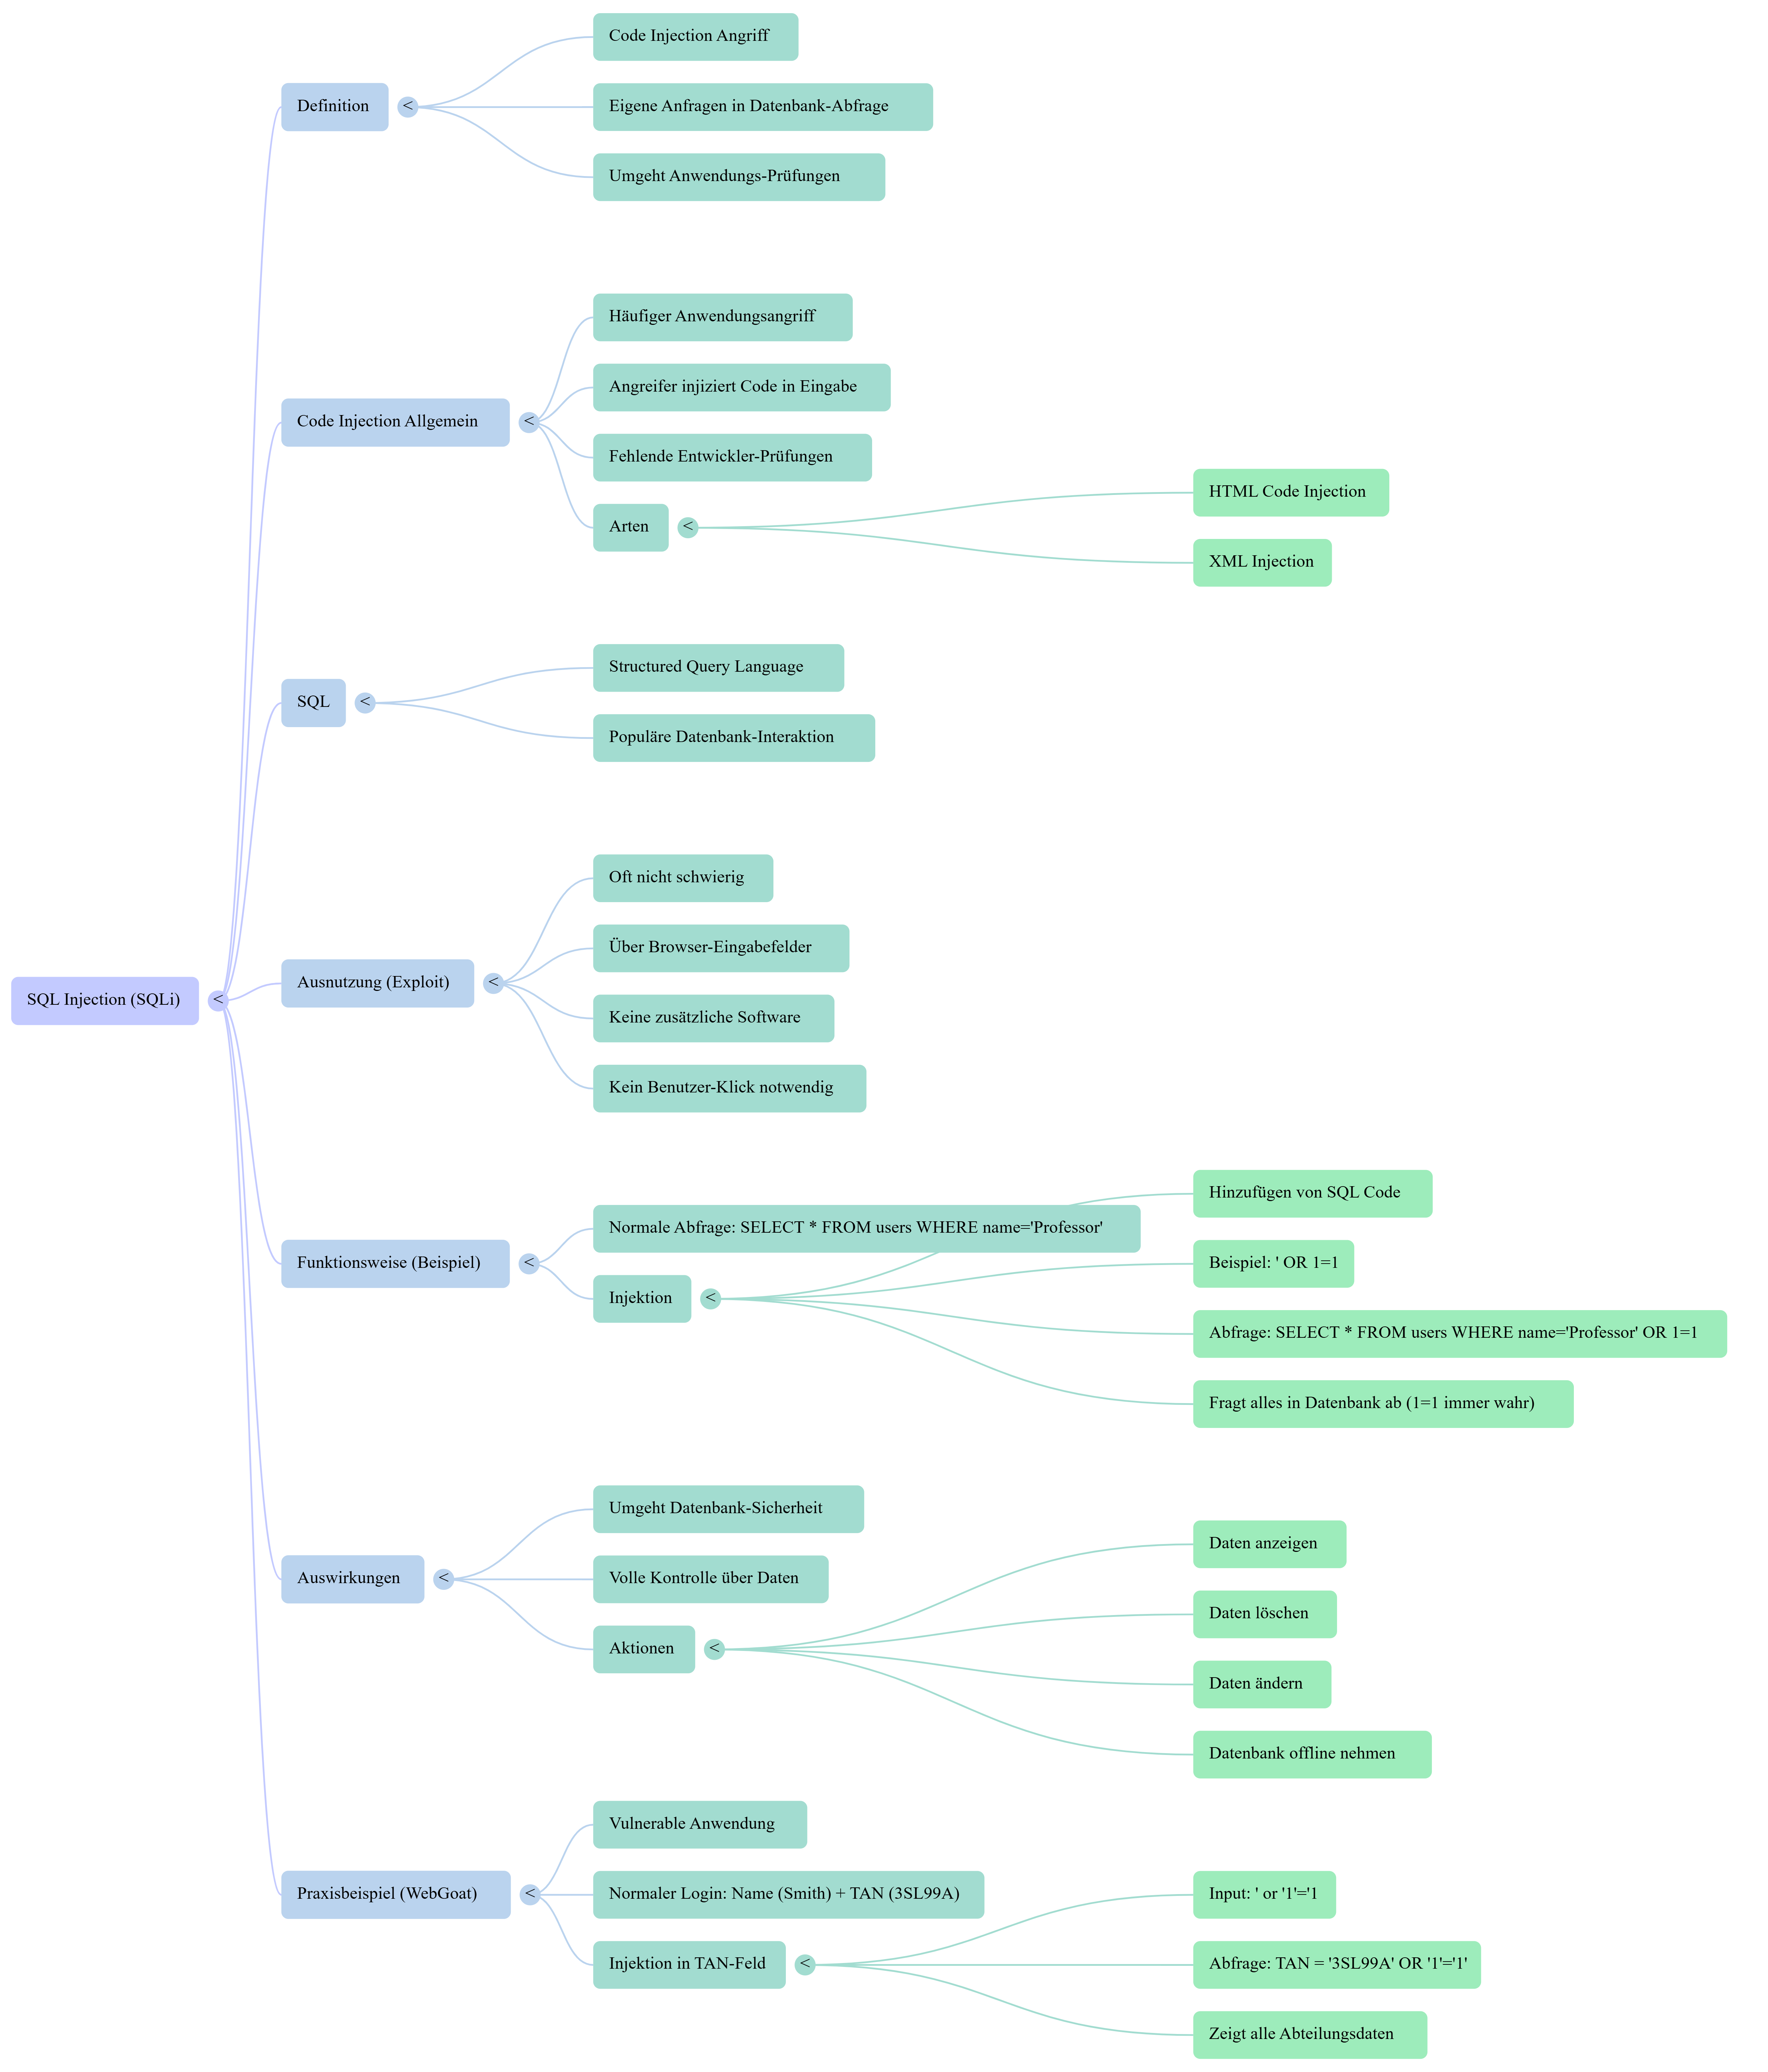 SQL Injection (SQLi)
<
Definition
<
Code Injection Angriff
Eigene Anfragen in Datenbank-Abfrage
Umgeht Anwendungs-Prüfungen
Code Injection Allgemein
<
Häufiger Anwendungsangriff
Angreifer injiziert Code in Eingabe
Fehlende Entwickler-Prüfungen
Arten
<
HTML Code Injection
XML Injection
SQL
<
Structured Query Language
Populäre Datenbank-Interaktion
Ausnutzung (Exploit)
<
Oft nicht schwierig
Über Browser-Eingabefelder
Keine zusätzliche Software
Kein Benutzer-Klick notwendig
Funktionsweise (Beispiel)
<
Normale Abfrage: SELECT * FROM users WHERE name='Professor'
Injektion
<
Hinzufügen von SQL Code
Beispiel: ' OR 1=1
Abfrage: SELECT * FROM users WHERE name='Professor' OR 1=1
Fragt alles in Datenbank ab (1=1 immer wahr)
Auswirkungen
<
Umgeht Datenbank-Sicherheit
Volle Kontrolle über Daten
Aktionen
<
Daten anzeigen
Daten löschen
Daten ändern
Datenbank offline nehmen
Praxisbeispiel (WebGoat)
<
Vulnerable Anwendung
Normaler Login: Name (Smith) + TAN (3SL99A)
Injektion in TAN-Feld
<
Input: ' or '1'='1
Abfrage: TAN = '3SL99A' OR '1'='1'
Zeigt alle Abteilungsdaten